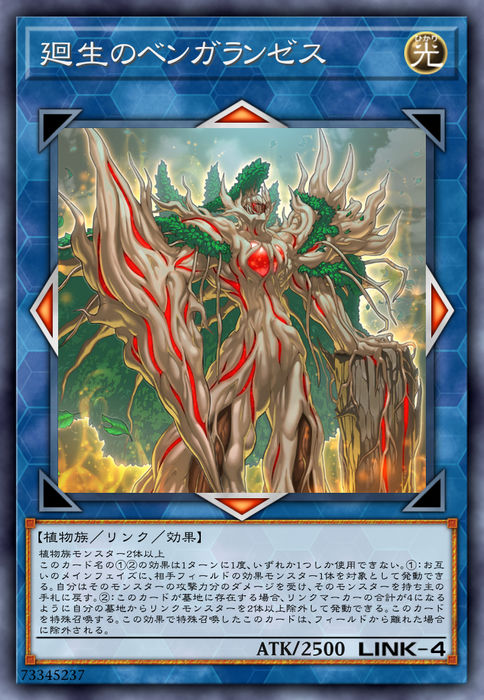 廻生のベンガランゼス
ひかり
光
【植物族/リンク/効果】
植物族モンスター2体以上
このカード名の①②の効果は1ターンに1度、いずれか1つしか使用できない。①:お互
いのメインフェイズに、相手フィールドの効果モンスター1体を対象として発動でき
る。自分はそのモンスターの攻撃力分のダメージを受け、そのモンスターを持ち主の
手札に戻す。②:このカードが墓地に存在する場合、リンクマーカーの合計が4になる
ように自分の墓地からリンクモンスターを2体以上除外して発動できる。このカード
を特殊召喚する。この効果で特殊召喚したこのカードは、フィールドから離れた場合
に除外される。
ATK/2500 LINK-4
73345237